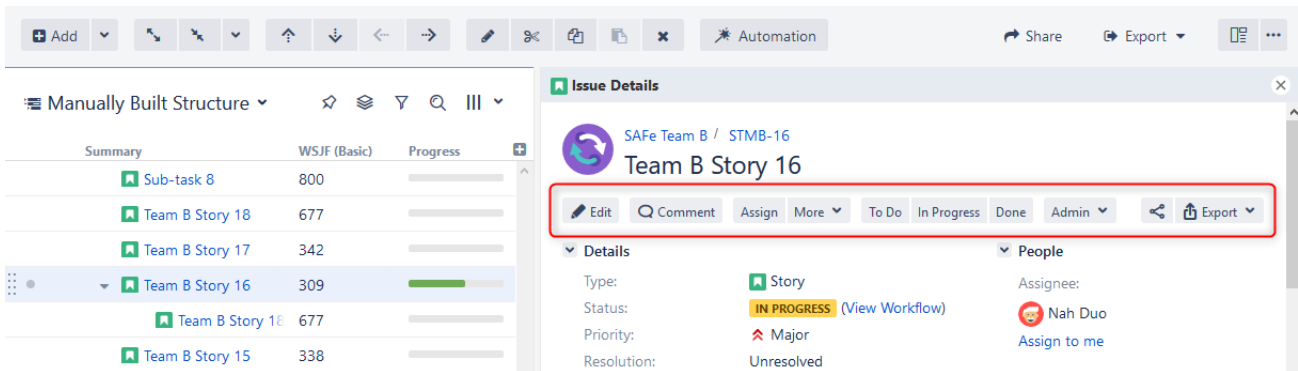 Add
Automation
Share
Export
Manually Built Structure
Summary WSJF (Basic) Progress
Sub-task 8 800
Team B Story 18 677
Team B Story 17 342
Team B Story 16 309
Team B Story 18 677
Team B Story 15 338
Issue Details
SAFe Team B / STMB-16
Team B Story 16
Edit Comment Assign More To Do In Progress Done Admin Export
Details
Type: Story
Status: IN PROGRESS (View Workflow)
Priority: Major
Resolution: Unresolved
People
Assignee:
Nah Duo
Assign to me